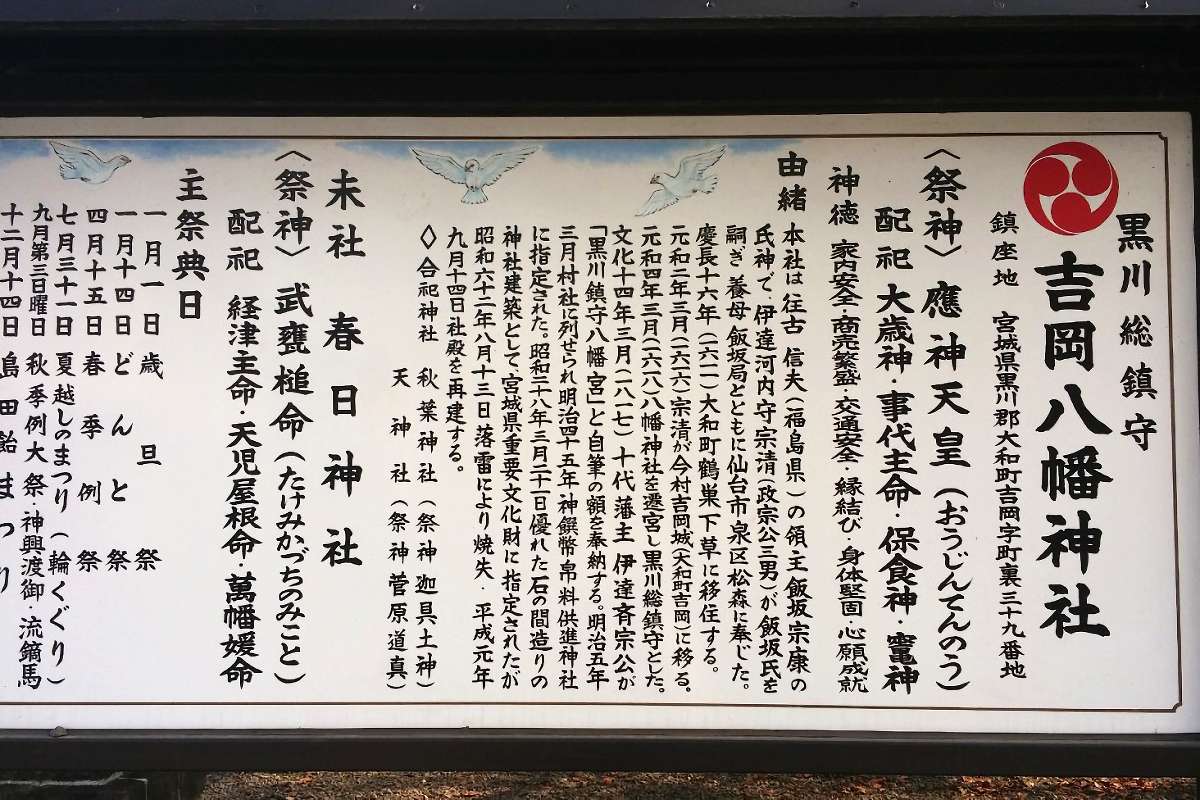 黒川総鎮守
吉岡八幡神社
鎮座地 宮城県黒川郡大和町吉岡字町裏三十九番地
〈祭神〉 應神天皇（おうじんてんのう）
配祀 大歳神・事代主命・保食神・竃神
神徳 家内安全・商売繁盛・交通安全・縁結び・身体堅固・心願成就
由緒 本社は往古 信夫（福島県）の領主飯坂宗康の
氏神で 伊達河内守宗清（政宗公三男）が飯坂氏を
嗣ぎ 養母 飯坂局とともに仙台市泉区松森に奉じた。
慶長十六年（一六一一）大和町鶴巣下草に移住する。
元和二年三月（一六一六）宗清が今村吉岡城（大和町吉岡）に移る。
元和四年三月（一六一八）八幡神社を遷宮し黒川総鎮守とした。
文化十四年三月（一八一七）十代藩主 伊達斉宗公が
「黒川鎮守八幡宮」と自筆の額を奉納する。明治五年
三月村社に列せられ明治四十五年神饌幣帛料供進神社
に指定された。昭和三八年三月二一日優れた石の間造りの
神社建築として宮城県重要文化財に指定されたが
昭和六十二年八月十三日落雷により焼失・平成元年
九月十四日社殿を再建する。
◇合祀神社 秋葉神社（祭神迦具土神）
天神社（祭神菅原道真）
末社 春日神社
〈祭神〉 武甕槌命（たけみかづちのみこと）
配祀 経津主命・天児屋根命・萬幡媛命
主祭典日
一月一日 歳旦祭
一月十四日 どんと祭
四月十五日 春季例祭
七月三十一日 夏越しのまつり（輪くぐり）
九月第三日曜日 秋季例大祭・神輿渡御・流鏑馬
十二月十四日 島田飴まつり